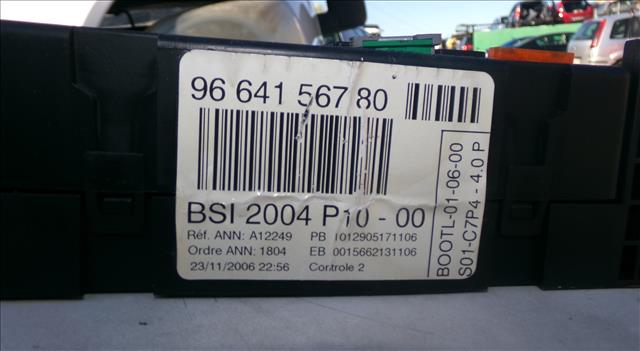 96 641 567 80
BSI 2004 P10 - 00
Réf. ANN: A12249 PB 1012905171106
Ordre ANN: 1804 EB 0015662131106
23/11/2006 22:56 Controle 2
BOOTL-01-06-00
S01-C7P4 - 4.0 P